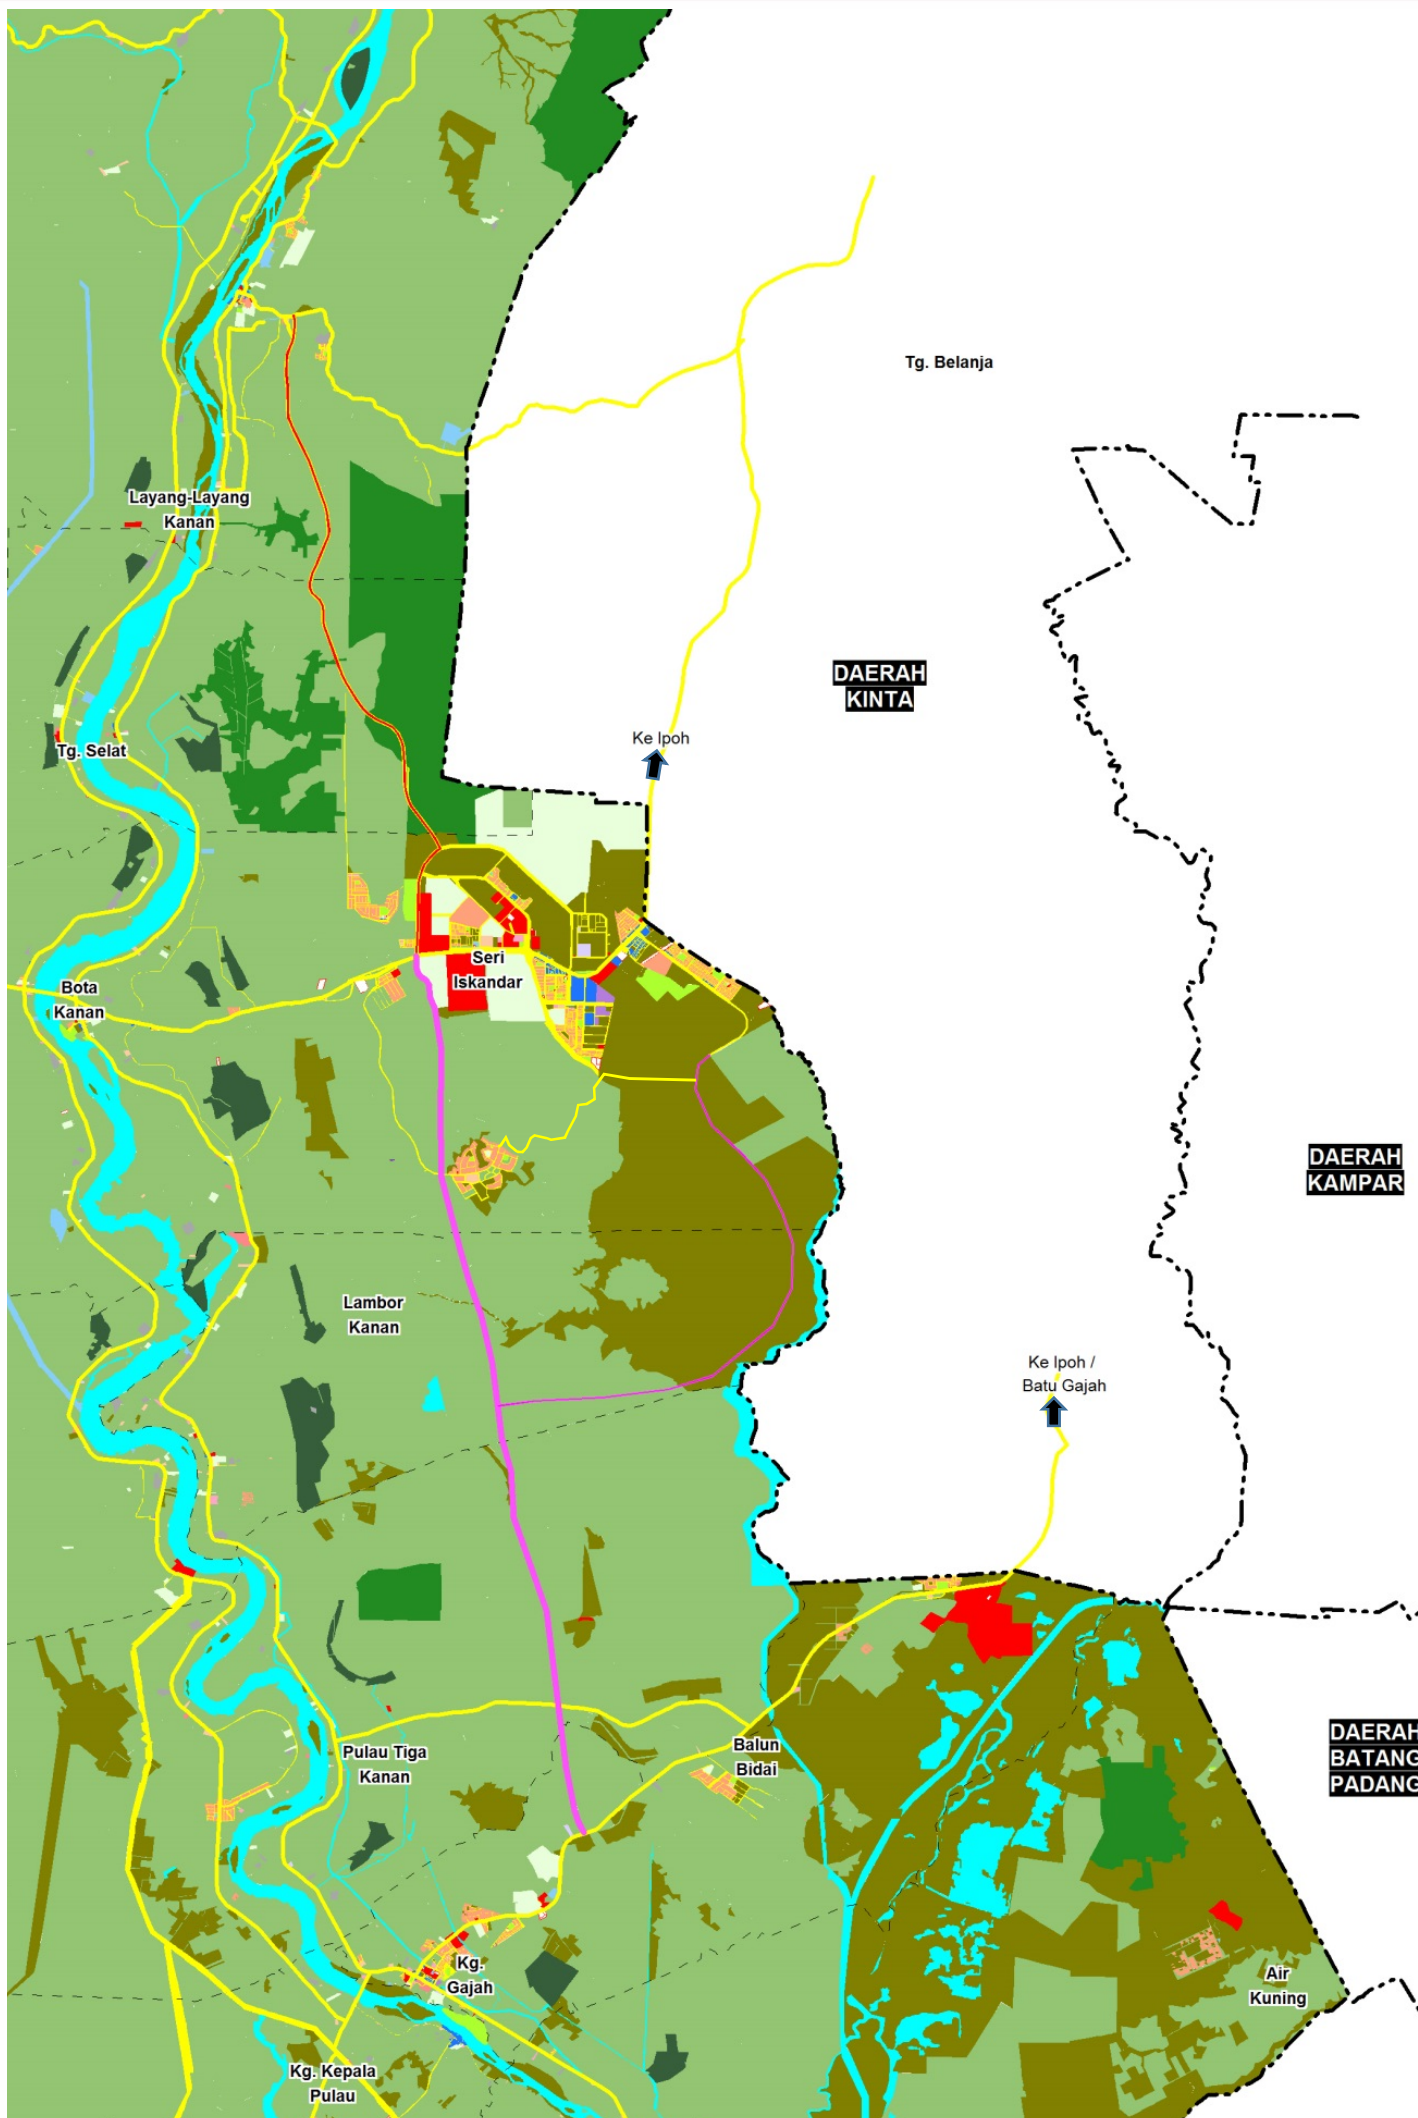 Tg. Belanja
Layang-Layang
Kanan
DAERAH
KINTA
Ke Ipoh
Tg. Selat
Seri
Iskandar
Bota
Kanan
DAERAH
KAMPAR
Lambor
Kanan
Ke Ipoh /
Batu Gajah
DAERAH
BATANG
PADANG
Balun
Bidai
Pulau Tiga
Kanan
Kg.
Gajah
Air
Kuning
Kg. Kepala
Pulau